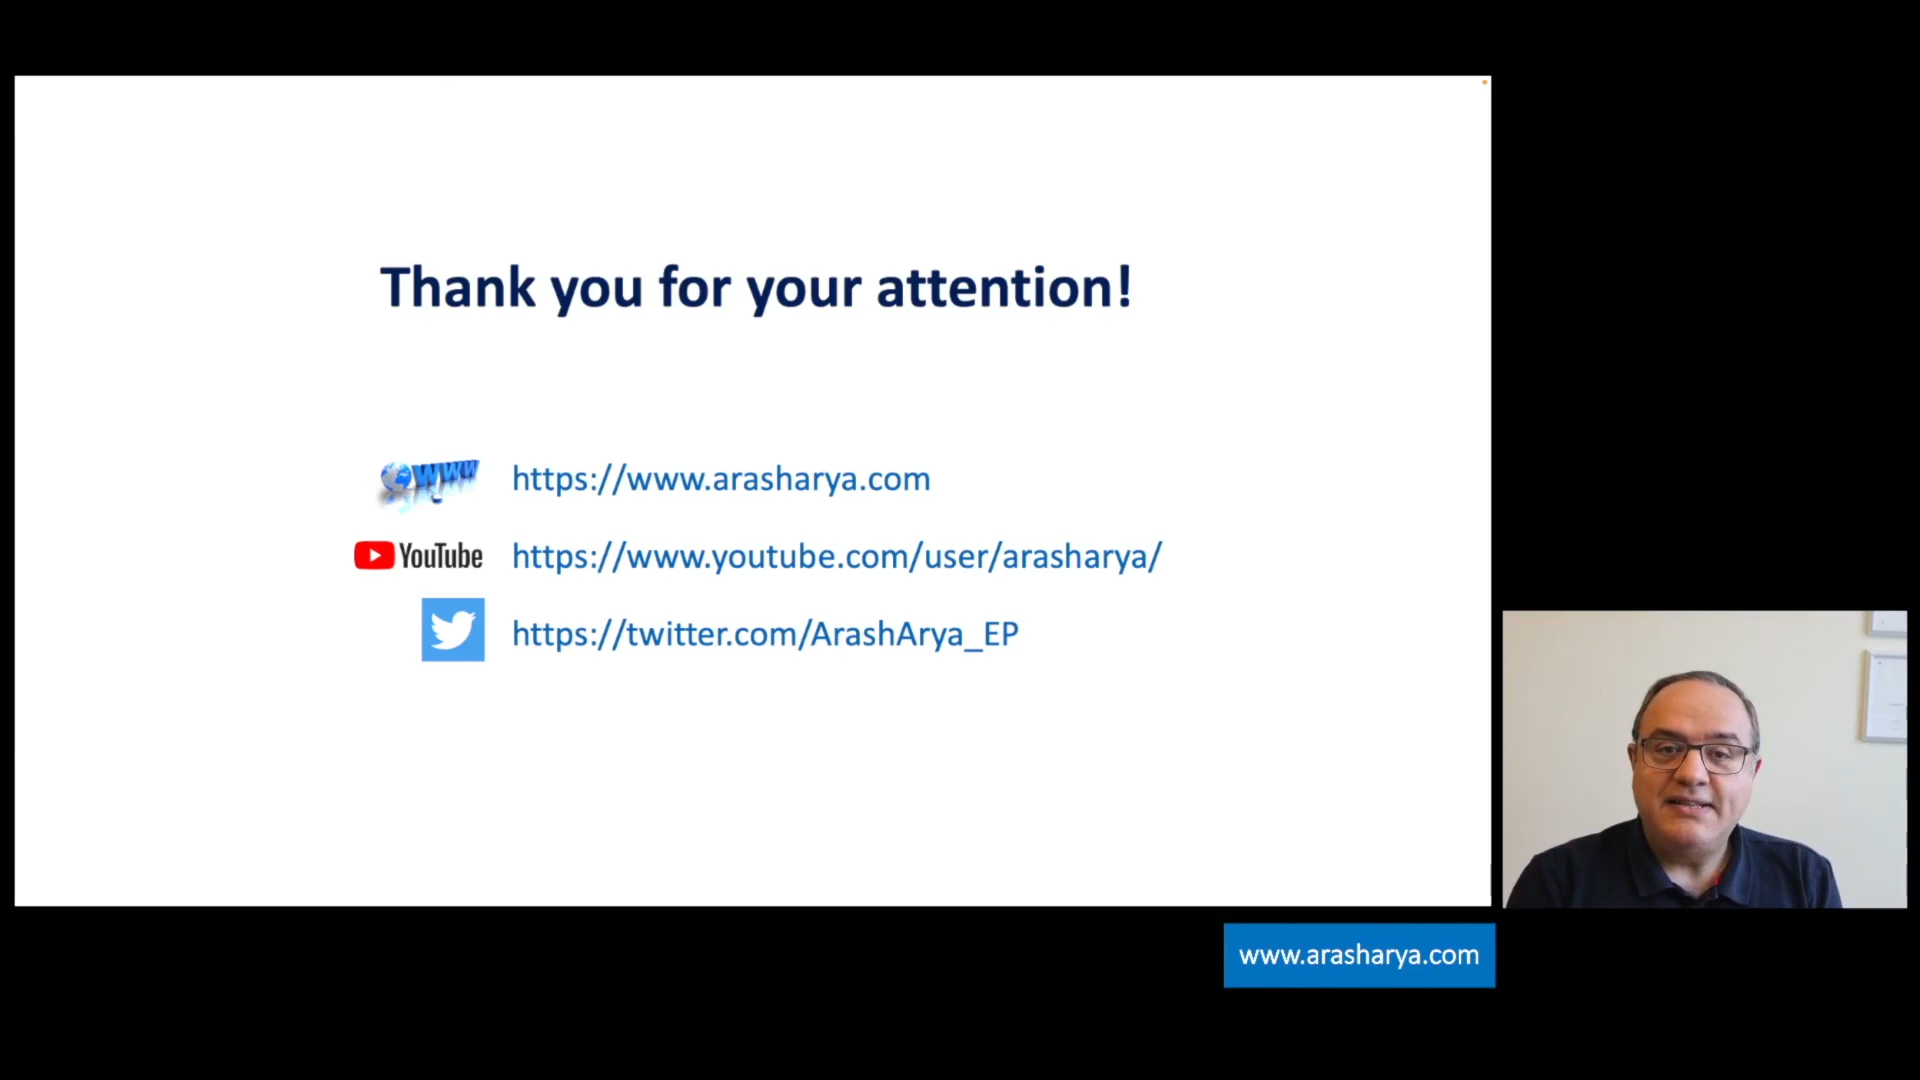 Thank you for your attention!
www
https://www.arasharya.com
YouTube
https://www.youtube.com/user/arasharya/
https://twitter.com/ArashArya_EP
www.arasharya.com